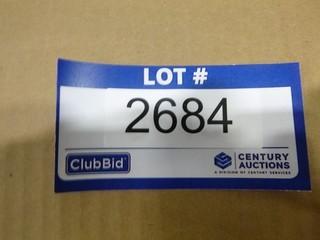 LOT #
2684
ClubBid
CENTURY
AUCTIONS
A DIVISION OF CENTURY SERVICES